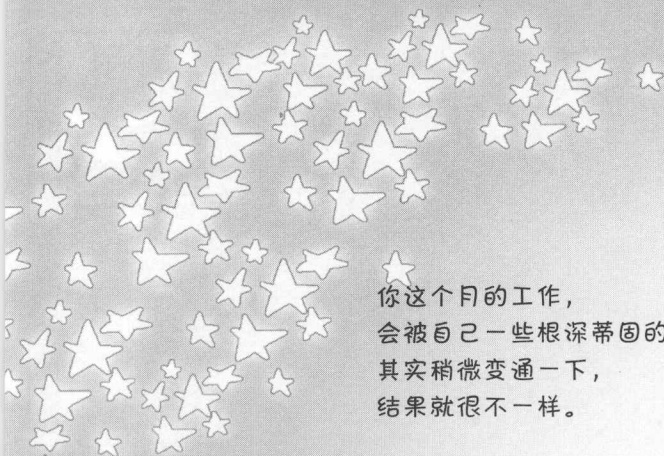 你这个月的工作，
会被自己一些根深蒂固的
其实稍微变通一下，
结果就很不一样。